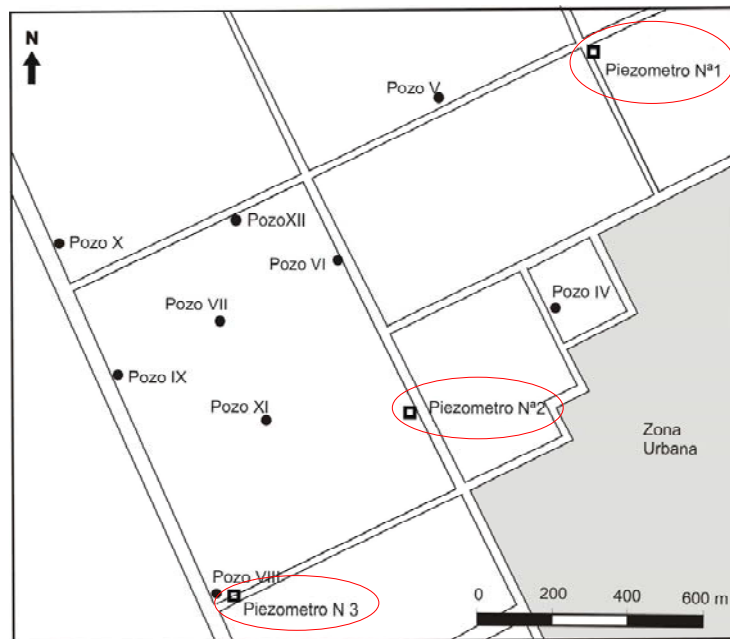 N
Piezometro Nª1
Pozo V
PozoXII
Pozo X
Pozo VI
Pozo IV
Pozo VII
Pozo IX
Pozo XI
Piezometro Nª2
Zona
Urbana
Pozo VIII
Piezometro N 3
0 200 400 600 m